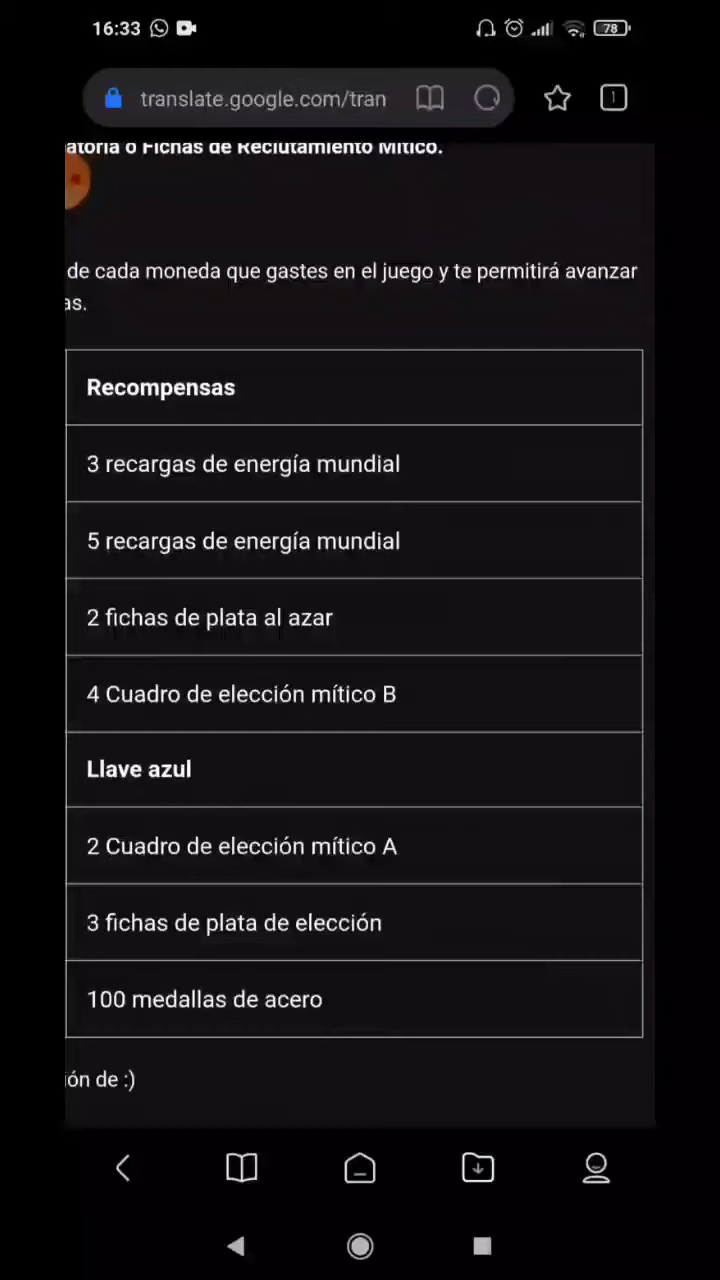 16:33
78
translate.google.com/tran
1
atoria o Fichas de Reclutamiento Mítico.
de cada moneda que gastes en el juego y te permitirá avanzar
as.
Recompensas
3 recargas de energía mundial
5 recargas de energía mundial
2 fichas de plata al azar
4 Cuadro de elección mítico B
Llave azul
2 Cuadro de elección mítico A
3 fichas de plata de elección
100 medallas de acero
ión de :)